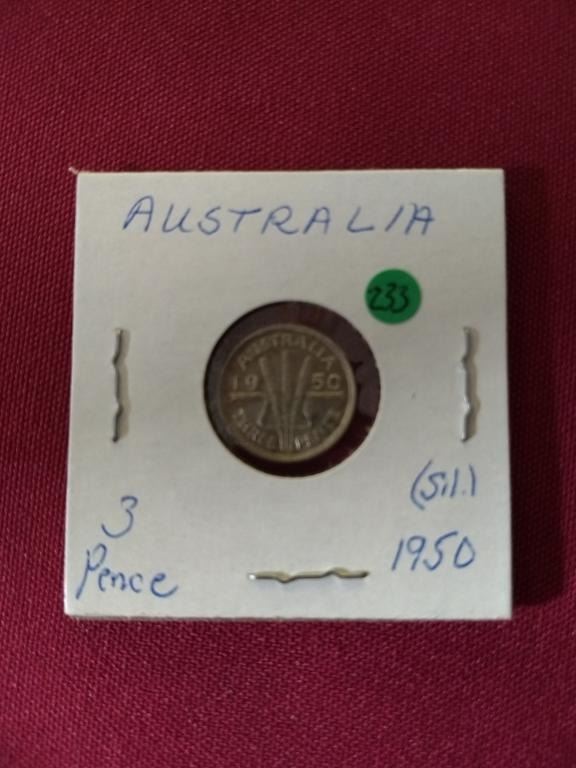 AUSTRALIA
233
AUSTRALIA
19 50
THREE PENCE
3
Pence
(Sil.)
1950